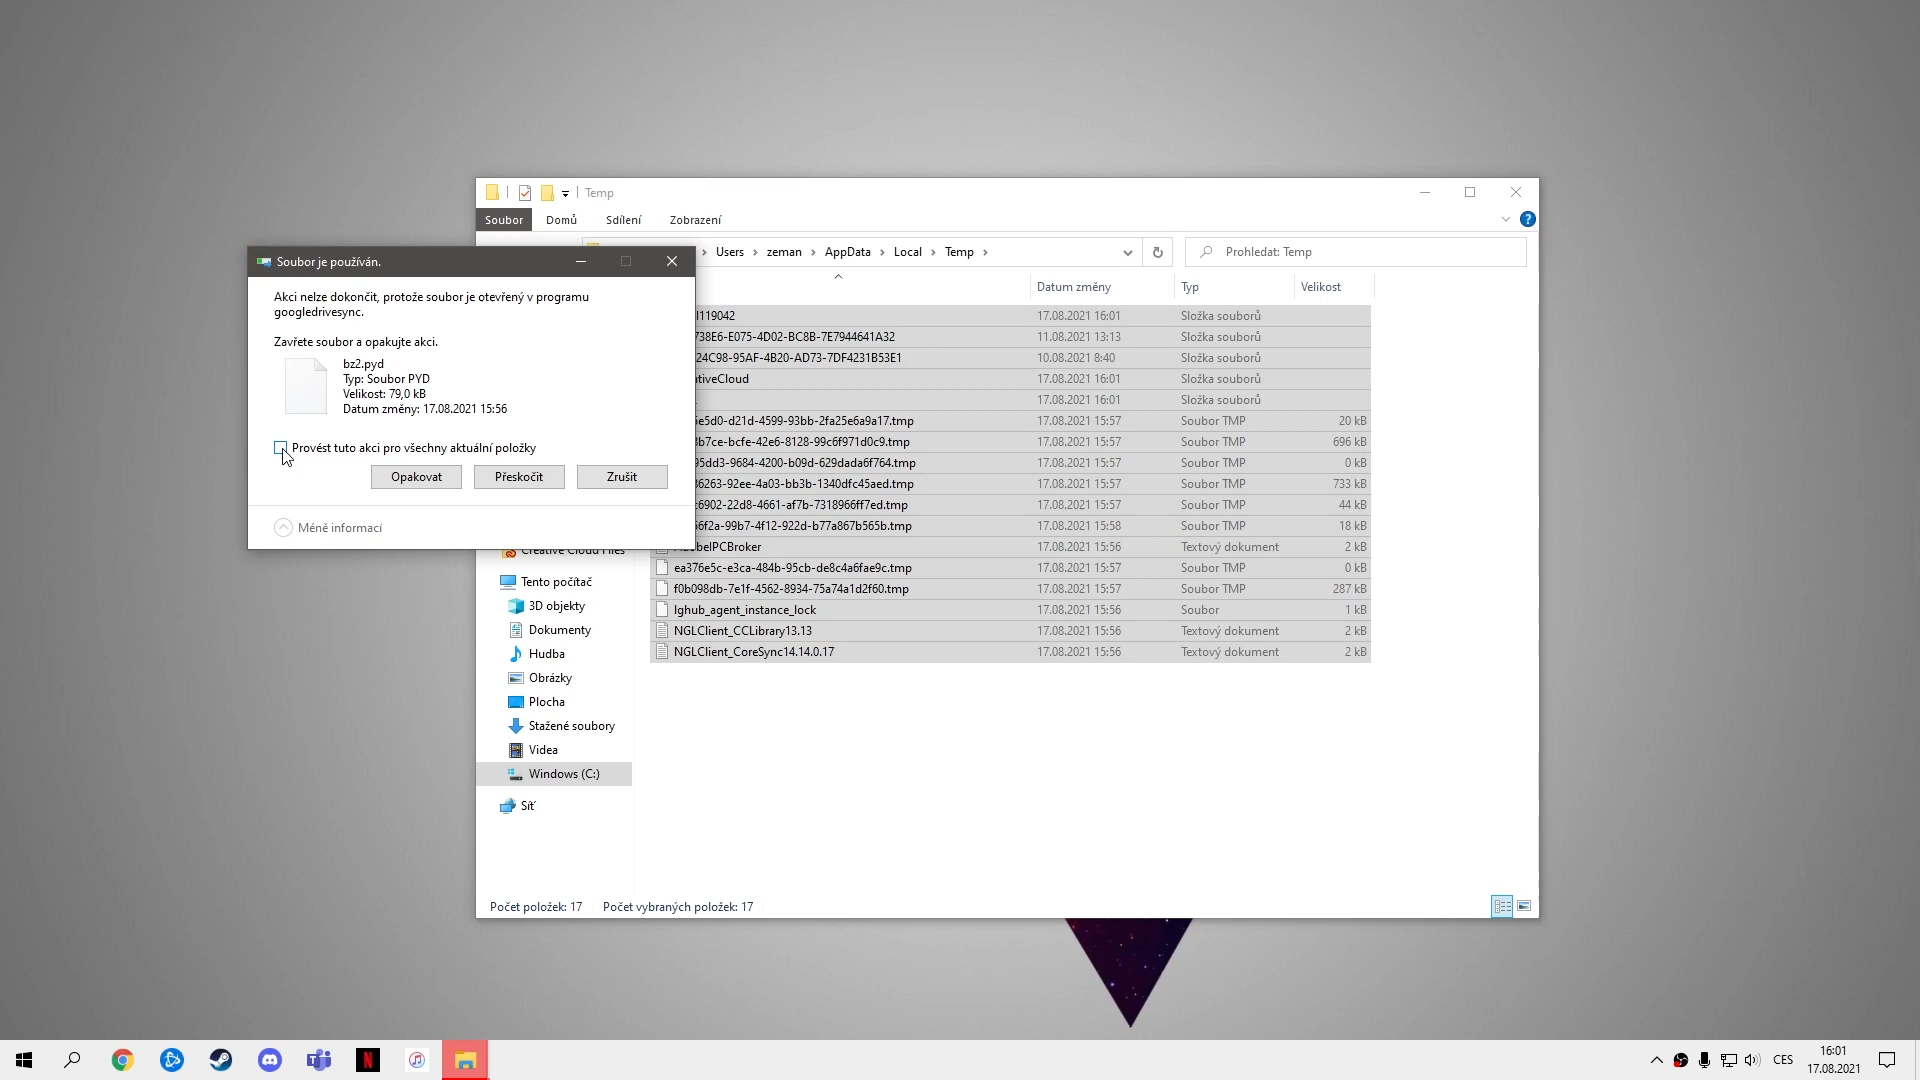 Temp
Soubor Domů Sdílení Zobrazení
Users zeman AppData Local Temp
Prohledat: Temp
Soubor je používán.
Akci nelze dokončit, protože soubor je otevřený v programu
googledrivesync.
Zavřete soubor a opakujte akci.
bz2.pyd
Typ: Soubor PYD
Velikost: 79,0 kB
Datum změny: 17.08.2021 15:56
Provést tuto akci pro všechny aktuální položky
Opakovat Přeskočit Zrušit
Méně informací
Datum změny Typ Velikost
l119042 17.08.2021 16:01 Složka souborů
738E6-E075-4D02-BC8B-7E7944641A32 11.08.2021 13:13 Složka souborů
24C98-95AF-4B20-AD73-7DF4231B53E1 10.08.2021 8:40 Složka souborů
tiveCloud 17.08.2021 16:01 Složka souborů
17.08.2021 16:01 Složka souborů
5e5d0-d21d-4599-93bb-2fa25e6a9a17.tmp 17.08.2021 15:57 Soubor TMP 20 kB
b7ce-bcfe-42e6-8128-99c6f971d0c9.tmp 17.08.2021 15:57 Soubor TMP 696 kB
95dd3-9684-4200-b09d-629dada6f764.tmp 17.08.2021 15:57 Soubor TMP 0 kB
36263-92ee-4a03-bb3b-1340dfc45aed.tmp 17.08.2021 15:57 Soubor TMP 733 kB
6902-22d8-4661-af7b-7318966ff7ed.tmp 17.08.2021 15:57 Soubor TMP 44 kB
6f2a-99b7-4f12-922d-b77a867b565b.tmp 17.08.2021 15:58 Soubor TMP 18 kB
belPCBroker 17.08.2021 15:56 Textový dokument 2 kB
ea376e5c-e3ca-484b-95cb-de8c4a6fae9c.tmp 17.08.2021 15:57 Soubor TMP 0 kB
f0b098db-7e1f-4562-8934-75a74a1d2f60.tmp 17.08.2021 15:57 Soubor TMP 287 kB
lghub_agent_instance_lock 17.08.2021 15:56 Soubor 1 kB
NGLClient_CCLibrary13.13 17.08.2021 15:56 Textový dokument 2 kB
NGLClient_CoreSync14.14.0.17 17.08.2021 15:56 Textový dokument 2 kB
Creative Cloud Files
Tento počítač
3D objekty
Dokumenty
Hudba
Obrázky
Plocha
Stažené soubory
Videa
Windows (C:)
Síť
Počet položek: 17 Počet vybraných položek: 17
CES
16:01
17.08.2021